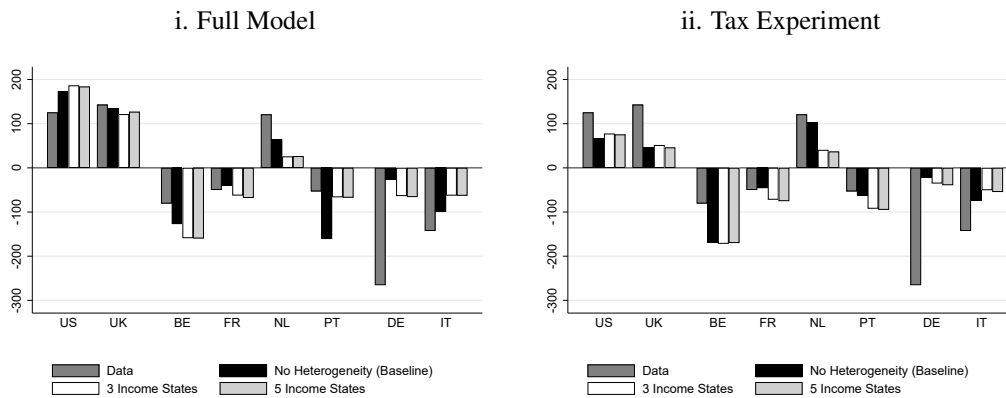 i. Full Model
200
100
0
-100
-200
-300
US UK BE FR NL PT DE IT
Data No Heterogeneity (Baseline)
3 Income States 5 Income States
ii. Tax Experiment
200
100
0
-100
-200
-300
US UK BE FR NL PT DE IT
Data No Heterogeneity (Baseline)
3 Income States 5 Income States